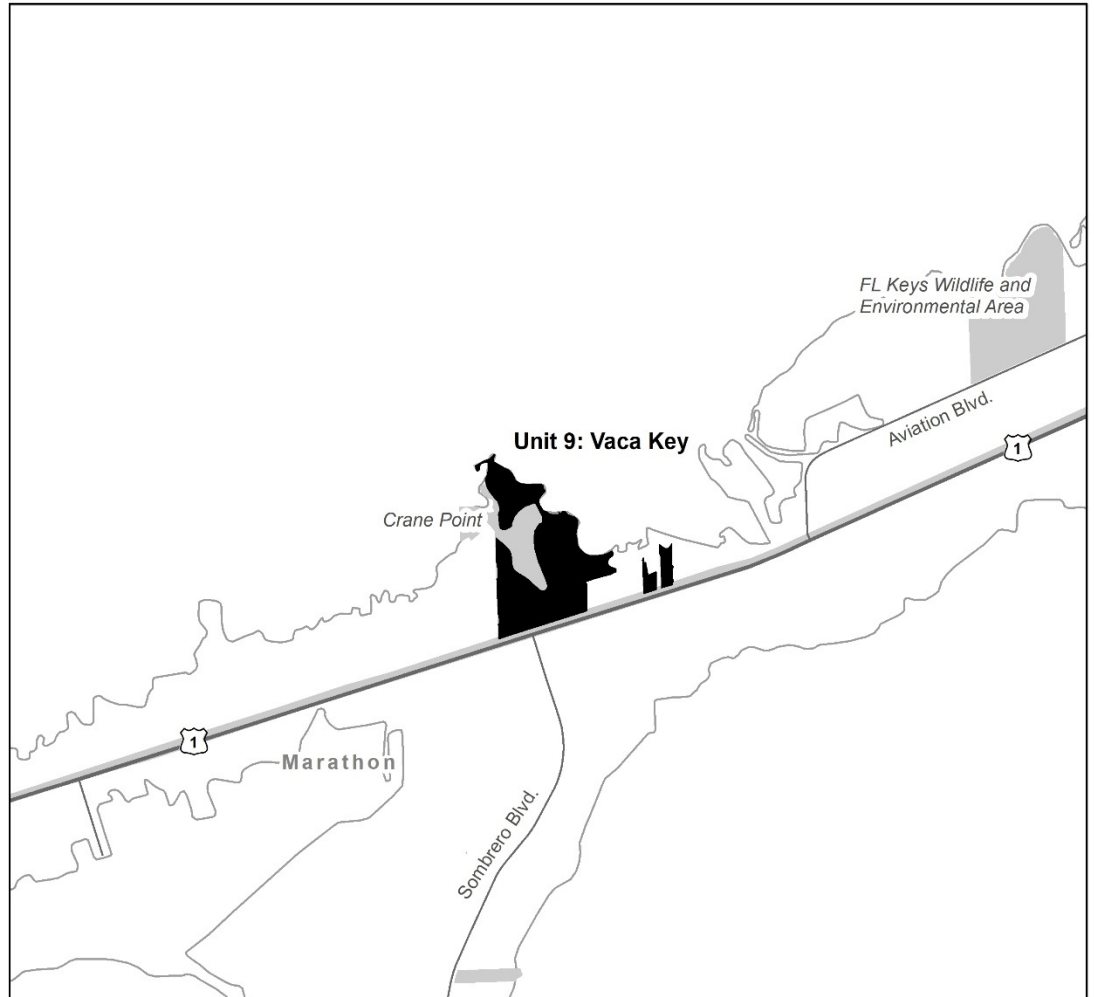 FL Keys Wildlife and
Environmental Area
Aviation Blvd.
1
Unit 9: Vaca Key
Crane Point
1
Marathon
Sombrero Blvd.